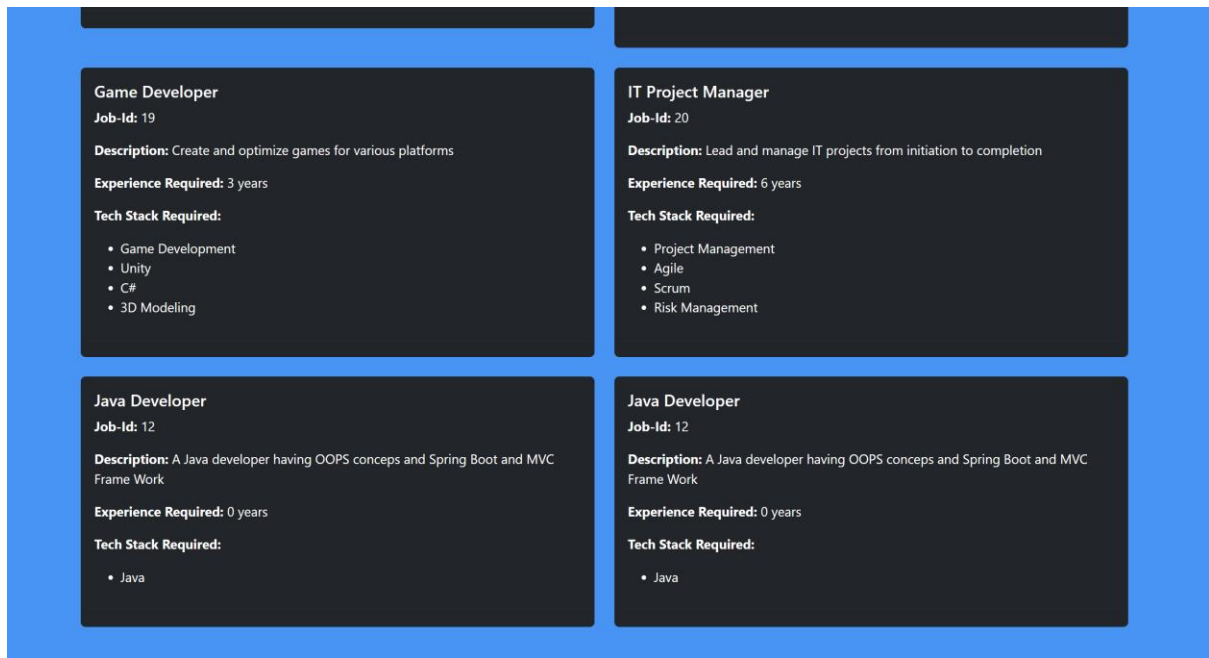 Game Developer
Job-Id: 19
Description: Create and optimize games for various platforms
Experience Required: 3 years
Tech Stack Required:
• Game Development
• Unity
• C#
• 3D Modeling
IT Project Manager
Job-Id: 20
Description: Lead and manage IT projects from initiation to completion
Experience Required: 6 years
Tech Stack Required:
• Project Management
• Agile
• Scrum
• Risk Management
Java Developer
Job-Id: 12
Description: A Java developer having OOPS conceps and Spring Boot and MVC
Frame Work
Experience Required: 0 years
Tech Stack Required:
• Java
Java Developer
Job-Id: 12
Description: A Java developer having OOPS conceps and Spring Boot and MVC
Frame Work
Experience Required: 0 years
Tech Stack Required:
• Java